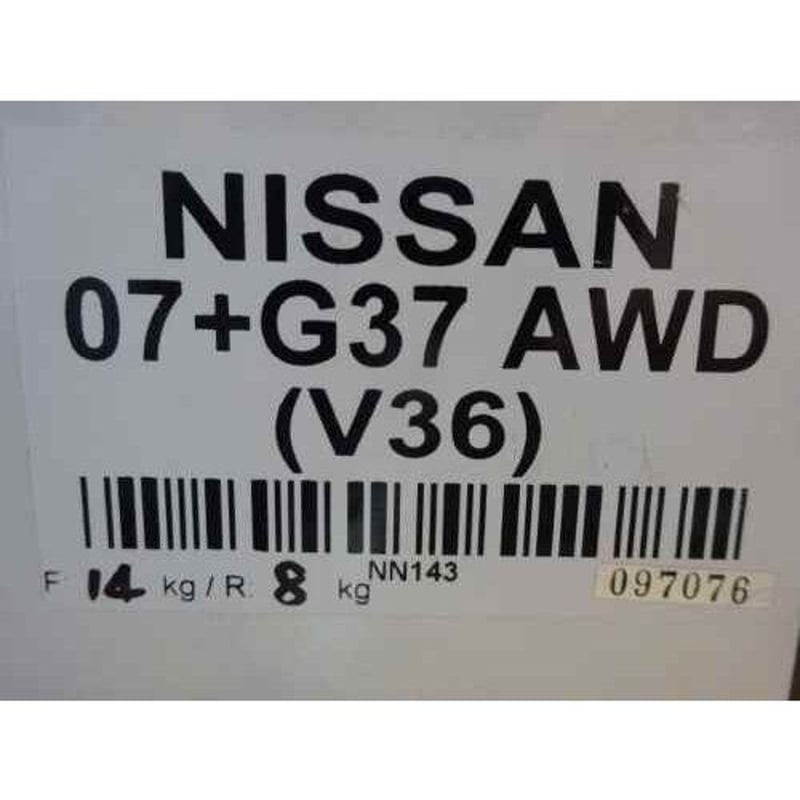 NISSAN
07+G37 AWD
(V36)
F: 14 kg / R: 8 kg NN143 097076